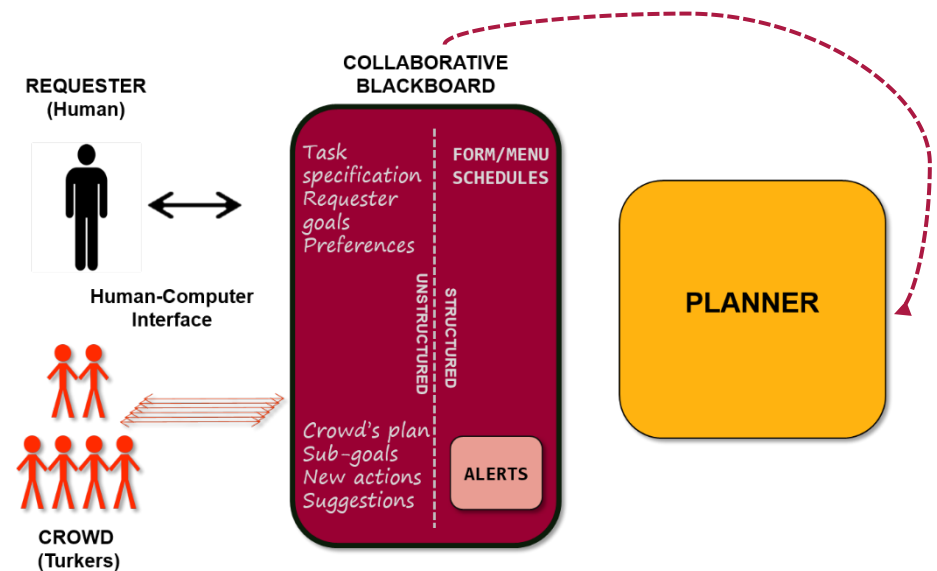 COLLABORATIVE
BLACKBOARD
REQUESTER
(Human)
Task
specification
Requester
goals
Preferences
FORM/MENU
SCHEDULES
Human-Computer
Interface
UNSTRUCTURED
STRUCTURED
PLANNER
Crowd's plan
Sub-goals
New actions
Suggestions
ALERTS
CROWD
(Turkers)